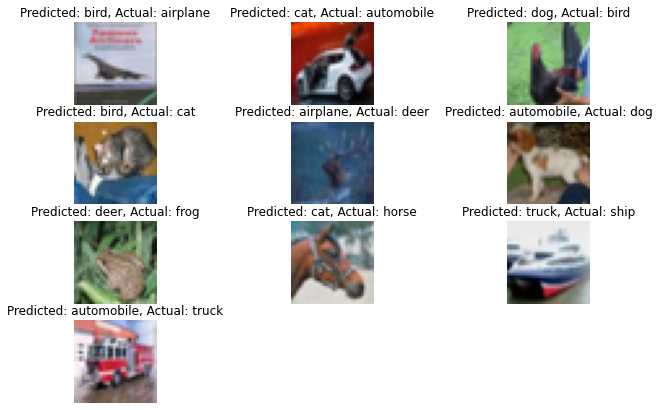 Predicted: bird, Actual: airplane
Predicted: cat, Actual: automobile
Predicted: dog, Actual: bird
Predicted: bird, Actual: cat
Predicted: airplane, Actual: deer
Predicted: automobile, Actual: dog
Predicted: deer, Actual: frog
Predicted: cat, Actual: horse
Predicted: truck, Actual: ship
Predicted: automobile, Actual: truck